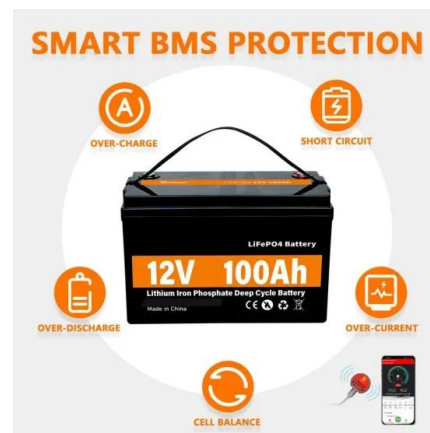 SMART BMS PROTECTION
A
OVER-CHARGE
SHORT CIRCUIT
LiFePO4 Battery
12V 100Ah
Lithium Iron Phosphate Deep Cycle Battery
Made in China
CE
OVER-DISCHARGE
OVER-CURRENT
CELL BALANCE